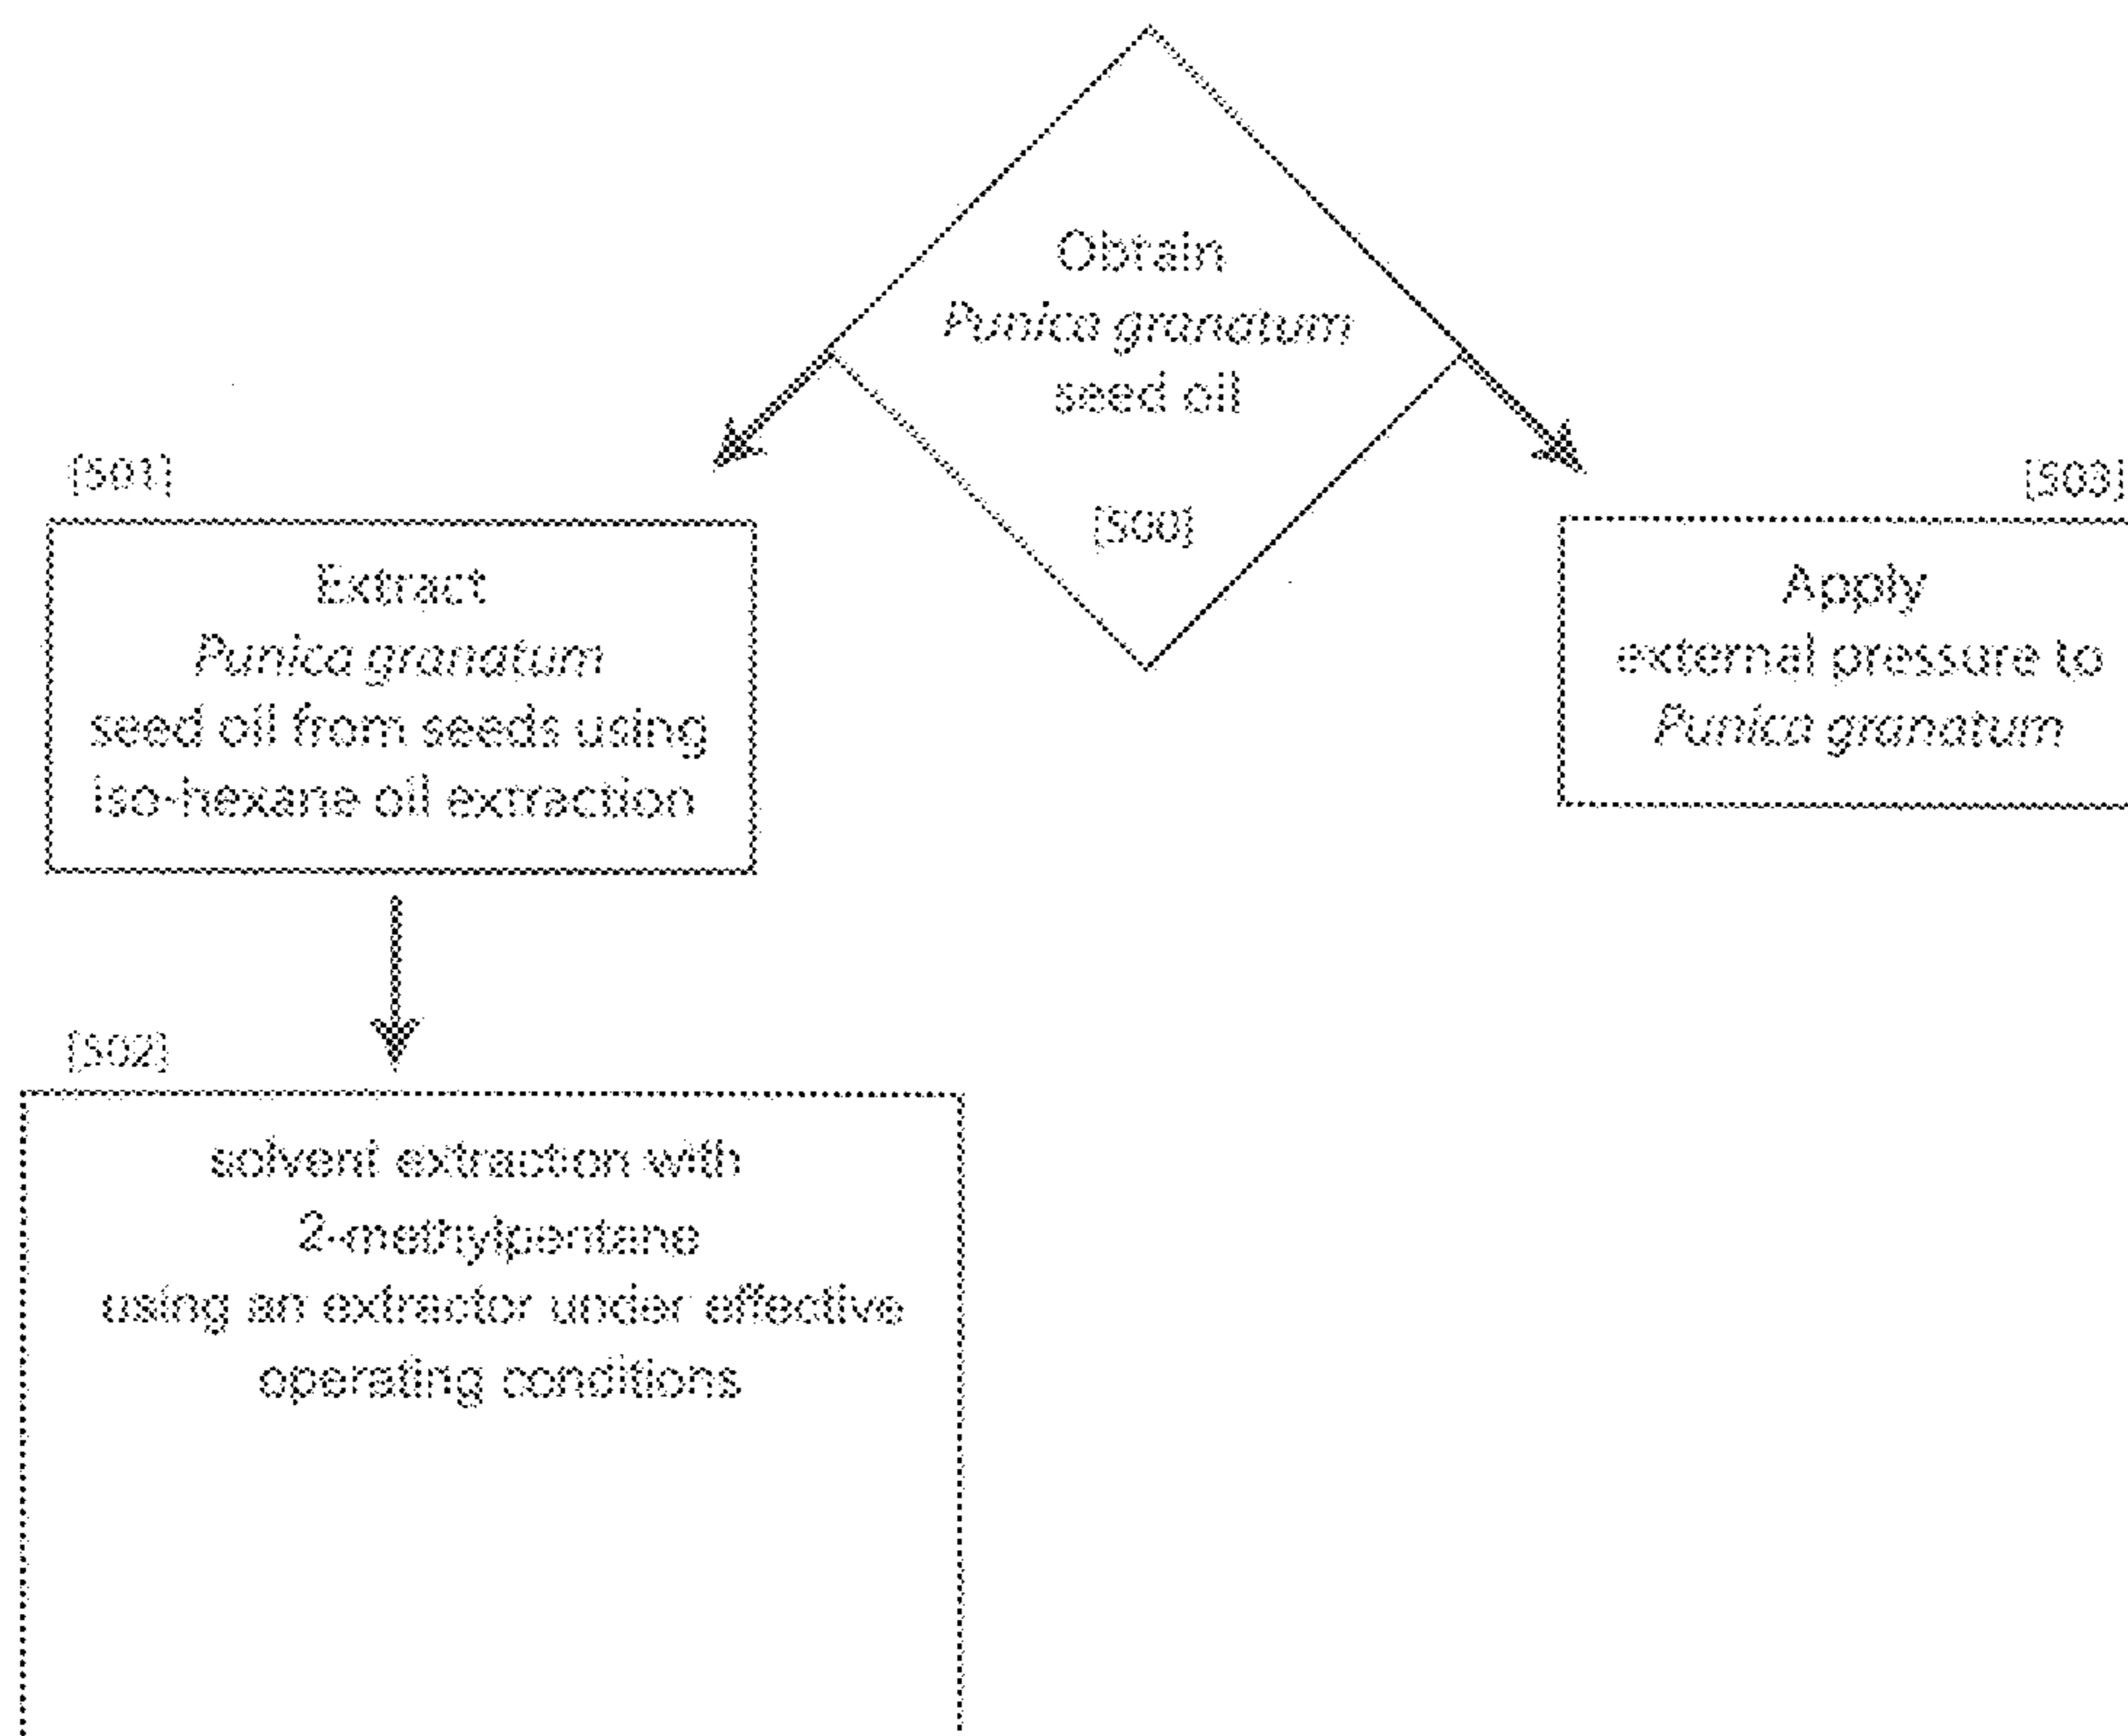 Obtain
Punica granatum
seed oil
[500]
[501]
Extract
Punica granatum
seed oil from seeds using
iso-hexane oil extraction
[502]
solvent extraction with
2-methylpentane
using an extractor under effective
operating conditions
[503]
Apply
external pressure to
Punica granatum